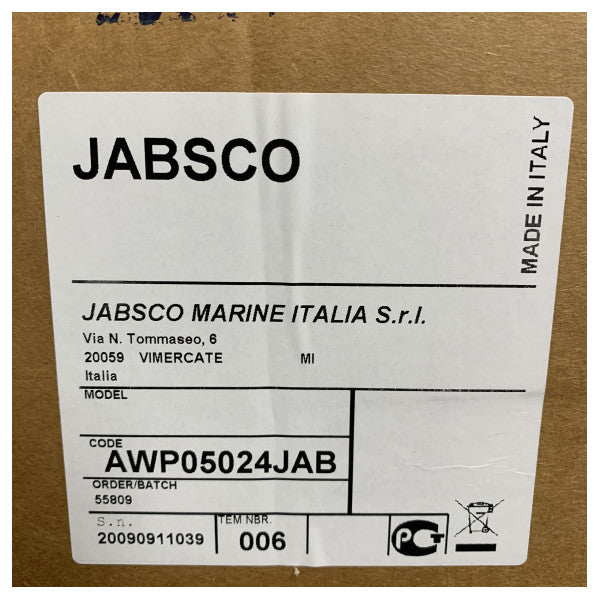 JABSCO
MADE IN ITALY
JABSCO MARINE ITALIA S.r.l.
Via N. Tommaseo, 6
20059 VIMERCATE MI
Italia
MODEL
CODE
AWP05024JAB
ORDER/BATCH
55809
S.n.
20090911039
TEM NBR.
006
PCT